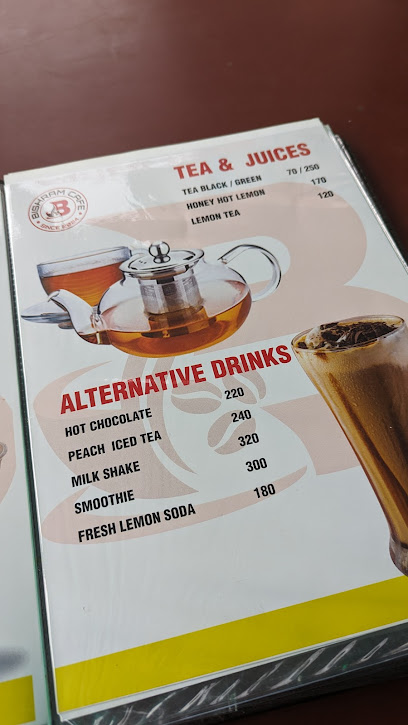 BISHRAM CAFE
B
TEA & JUICES
TEA BLACK / GREEN 70 / 250
HONEY HOT LEMON 170
LEMON TEA 120
ALTERNATIVE DRINKS
HOT CHOCOLATE 220
PEACH ICED TEA 240
MILK SHAKE 320
SMOOTHIE 300
FRESH LEMON SODA 180